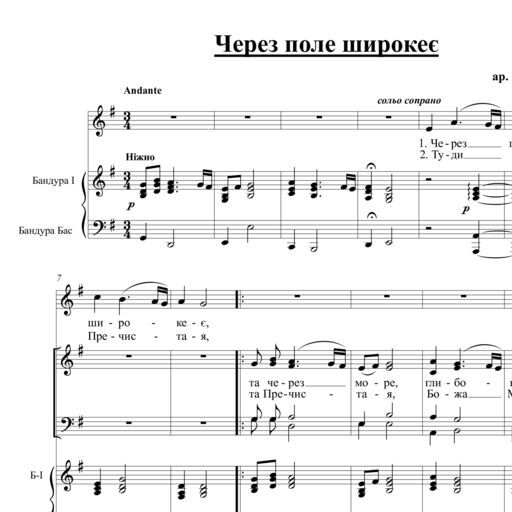 Через поле широкеє
ар.
Andante
сольо сопрано
1. Че - рез
2. Ту - ди
Ніжно
Бандура I
p
p
Бандура Бас
7
ши - ро - ке - є,
Пре - чис - та - я,
та че - рез мо - ре, гли - бо -
та Пре - чис - та - я, Бо - жа
Б-I